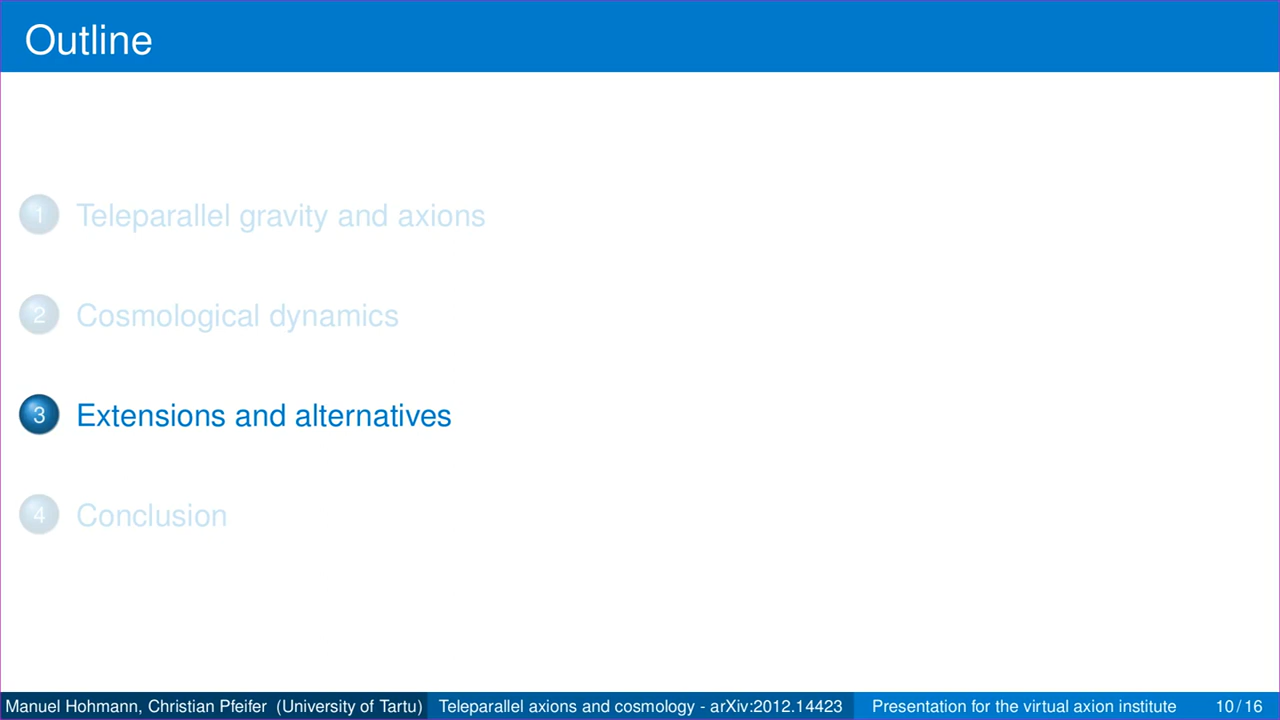 Outline
1 Teleparallel gravity and axions
2 Cosmological dynamics
3 Extensions and alternatives
4 Conclusion
Manuel Hohmann, Christian Pfeifer (University of Tartu) Teleparallel axions and cosmology - arXiv:2012.14423 Presentation for the virtual axion institute 10 / 16